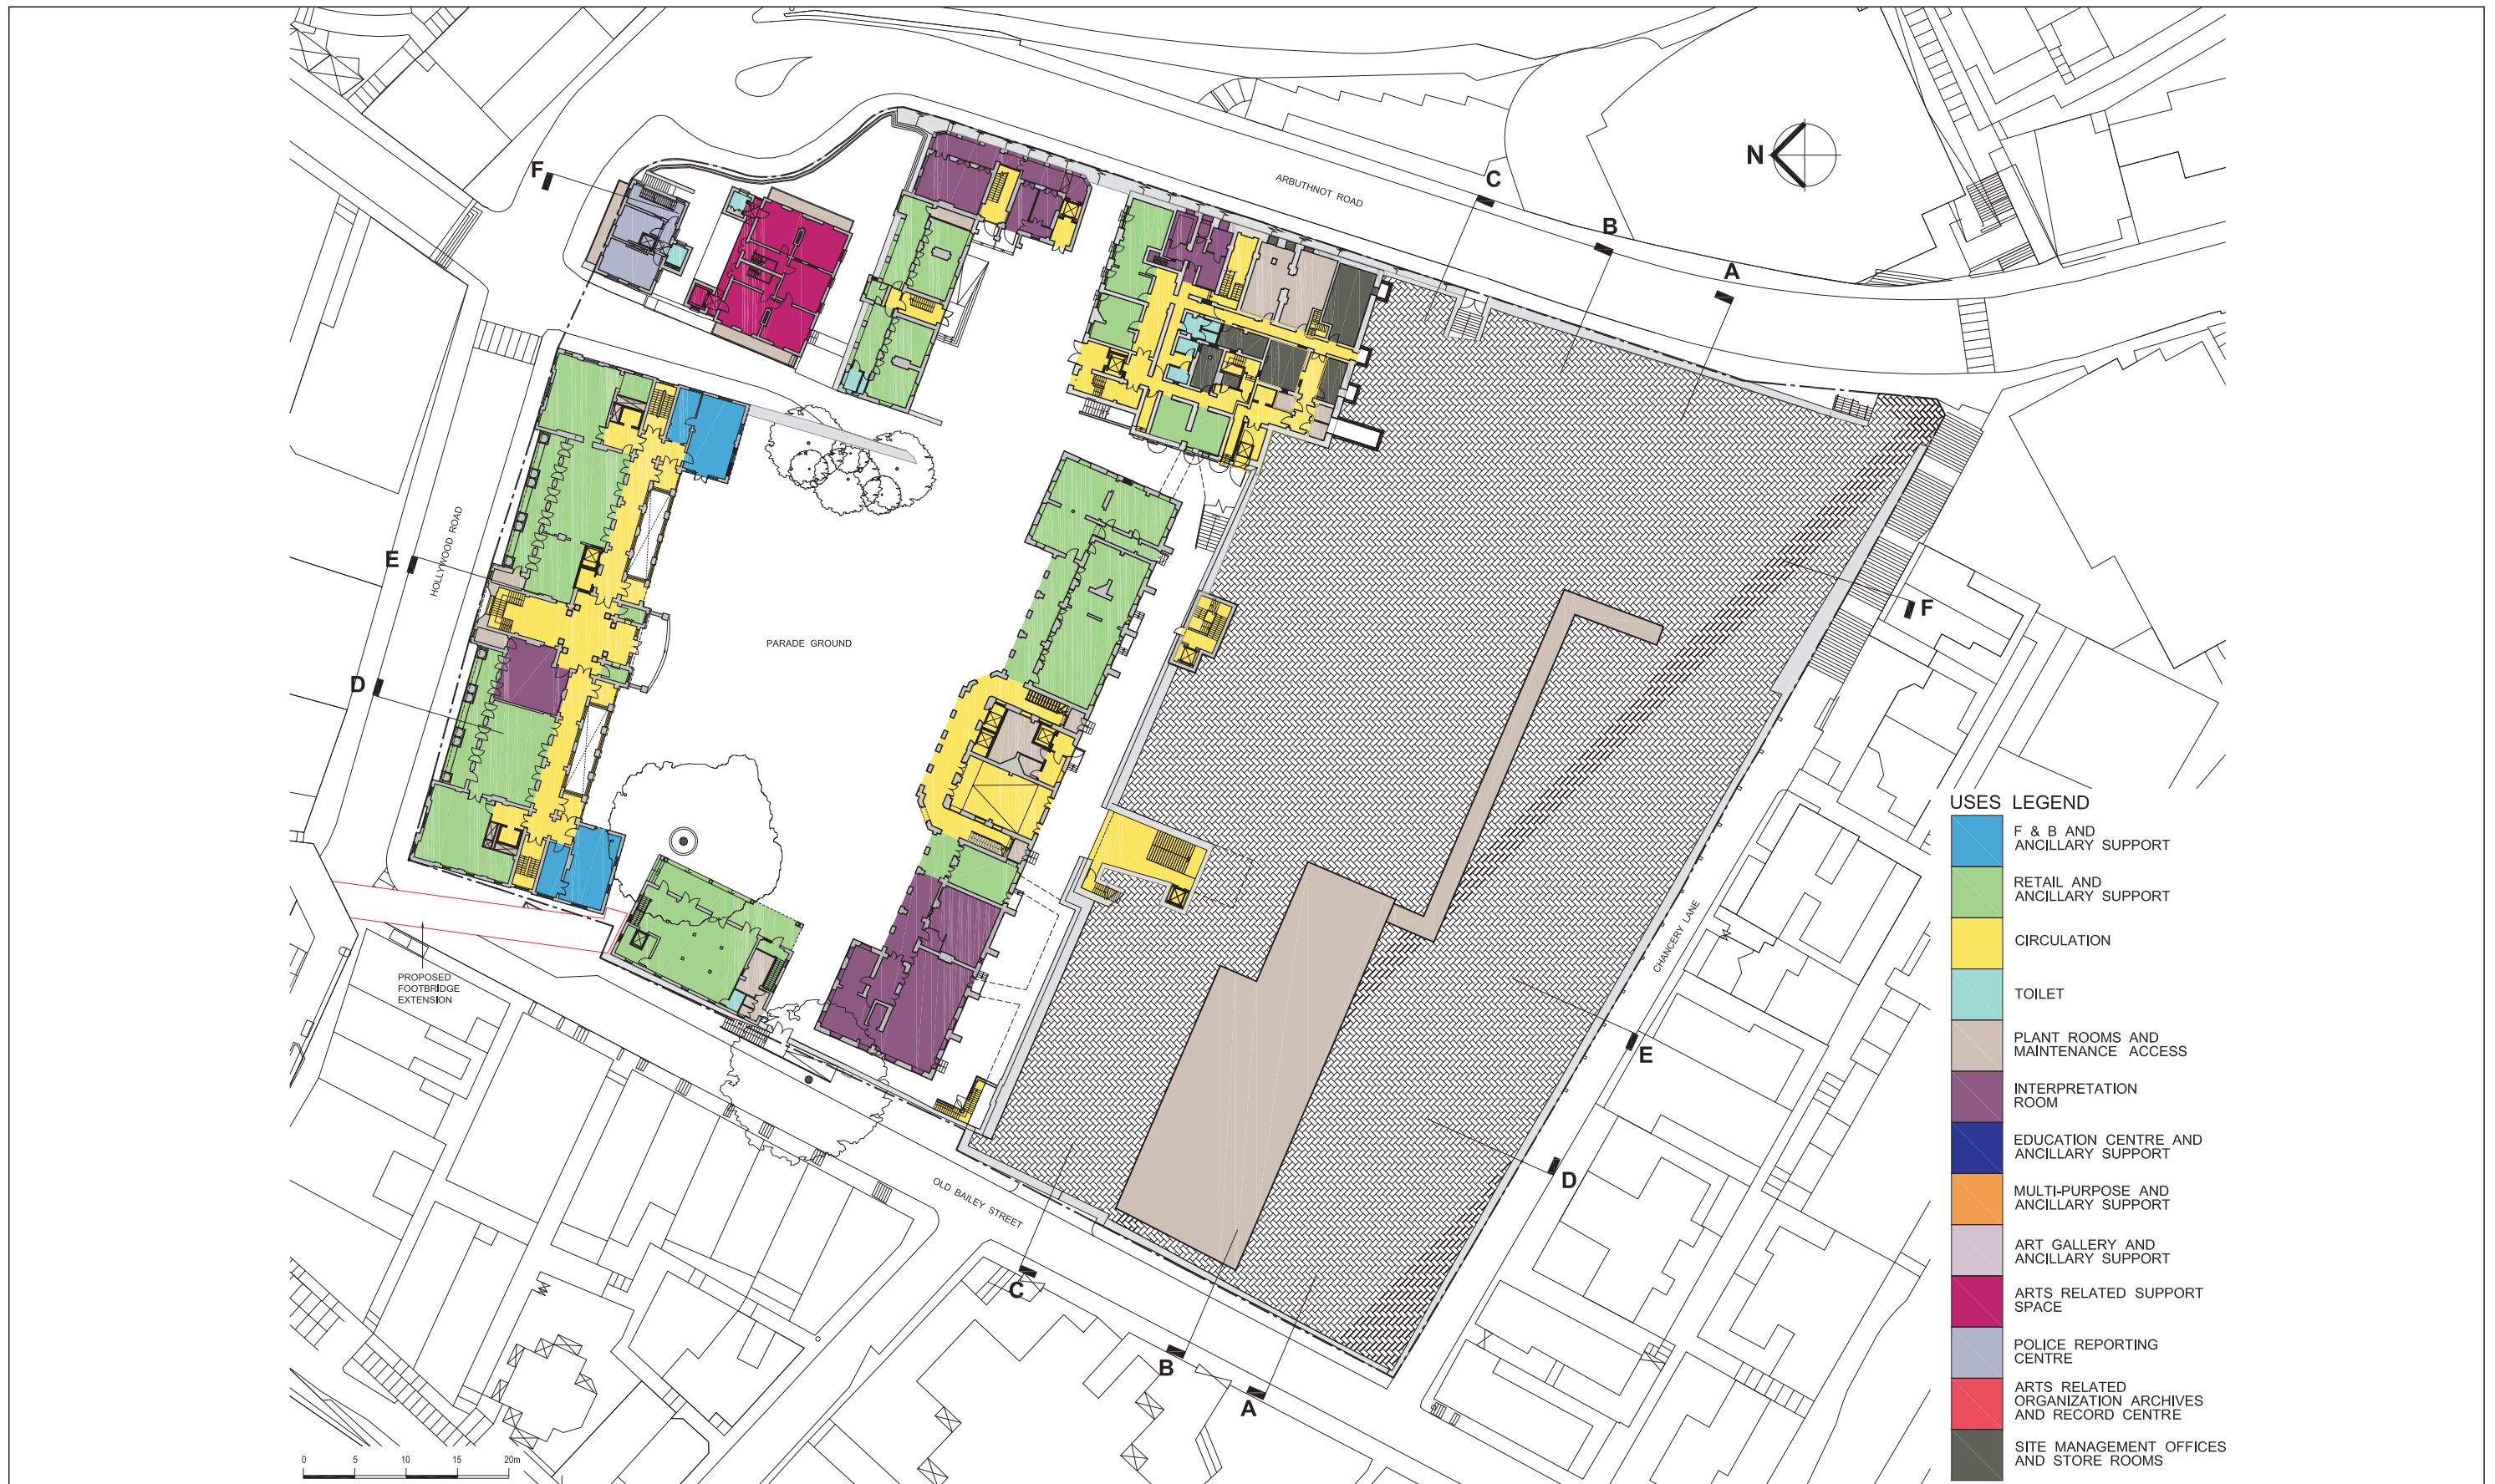 N
F
C
ARBUTHNOT ROAD
B
A
E
HOLLYWOOD ROAD
F
PARADE GROUND
D
PROPOSED
FOOTBRIDGE
EXTENSION
CHANCERY LANE
E
D
OLD BAILEY STREET
C
B
A
0 5 10 15 20m
USES LEGEND
F & B AND
ANCILLARY SUPPORT
RETAIL AND
ANCILLARY SUPPORT
CIRCULATION
TOILET
PLANT ROOMS AND
MAINTENANCE ACCESS
INTERPRETATION
ROOM
EDUCATION CENTRE AND
ANCILLARY SUPPORT
MULTI-PURPOSE AND
ANCILLARY SUPPORT
ART GALLERY AND
ANCILLARY SUPPORT
ARTS RELATED SUPPORT
SPACE
POLICE REPORTING
CENTRE
ARTS RELATED
ORGANIZATION ARCHIVES
AND RECORD CENTRE
SITE MANAGEMENT OFFICES
AND STORE ROOMS